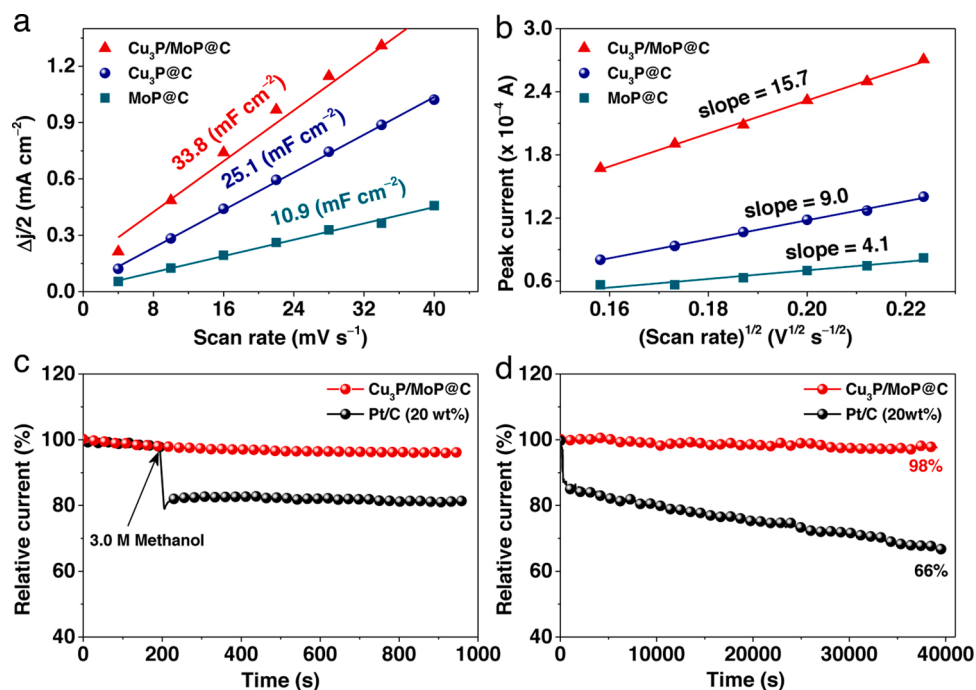 a
Cu₃P/MoP@C
Cu₃P@C
MoP@C
33.8 (mF cm⁻²)
25.1 (mF cm⁻²)
10.9 (mF cm⁻²)
1.2
0.9
0.6
0.3
0.0
Δj/2 (mA cm⁻²)
4 10 16 22 28 34 40
Scan rate (mV s⁻¹)
b
Cu₃P/MoP@C
Cu₃P@C
MoP@C
slope = 15.7
slope = 9.0
slope = 4.1
3.0
2.4
1.8
1.2
0.6
Peak current (x 10⁻⁴ A)
0.16 0.18 0.20 0.22
(Scan rate)¹/² (V¹/² s⁻¹/²)
c
Cu₃P/MoP@C
Pt/C (20 wt%)
3.0 M Methanol
120
100
80
60
40
Relative current (%)
0 200 400 600 800 1000
Time (s)
d
Cu₃P/MoP@C
Pt/C (20wt%)
98%
66%
120
100
80
60
40
Relative current (%)
0 10000 20000 30000 40000
Time (s)